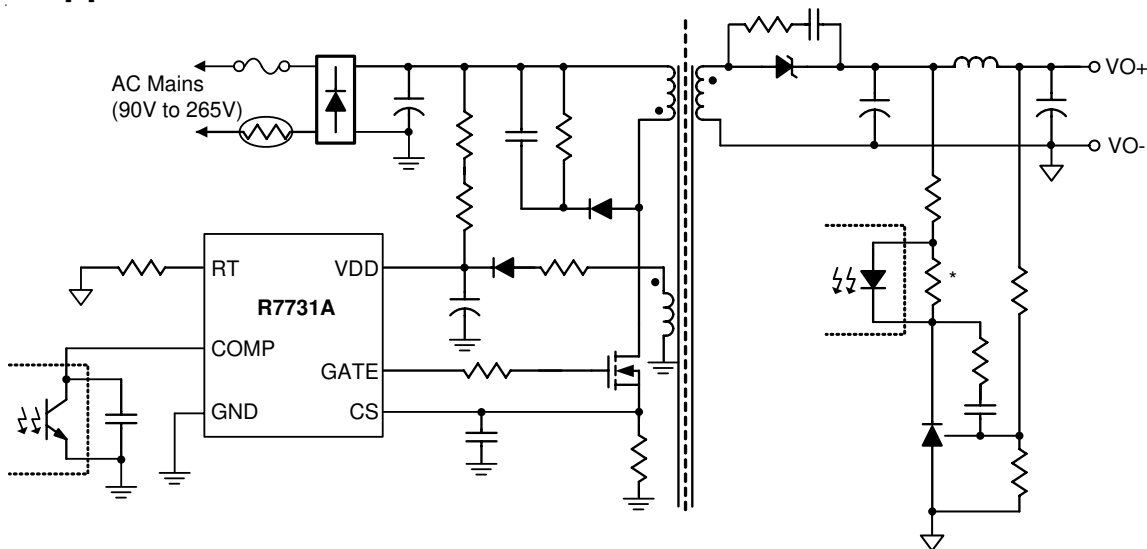 AC Mains
(90V to 265V)
VO+
VO-
RT
VDD
R7731A
COMP
GATE
GND
CS
*